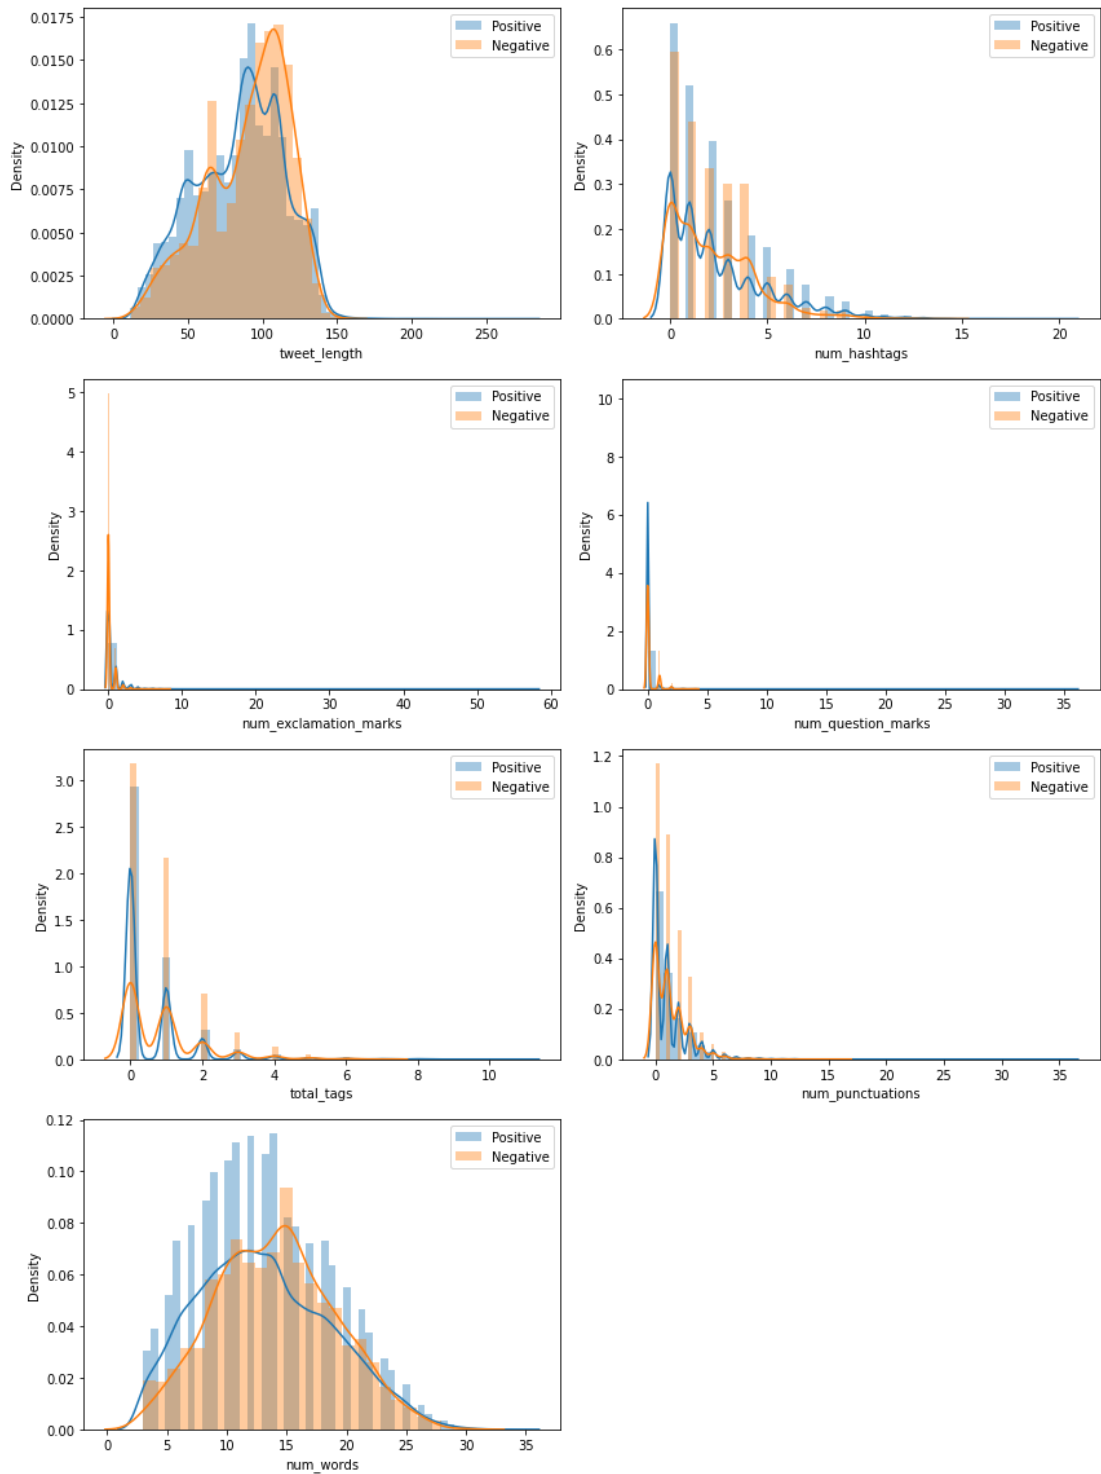 0.0175
0.0150
0.0125
0.0100
0.0075
0.0050
0.0025
0.0000
Density
Positive
Negative
0 50 100 150 200 250
tweet_length
0.6
0.5
0.4
0.3
0.2
0.1
0.0
Density
Positive
Negative
0 5 10 15 20
num_hashtags
5
4
3
2
1
0
Density
Positive
Negative
0 10 20 30 40 50 60
num_exclamation_marks
10
8
6
4
2
0
Density
Positive
Negative
0 5 10 15 20 25 30 35
num_question_marks
3.0
2.5
2.0
1.5
1.0
0.5
0.0
Density
Positive
Negative
0 2 4 6 8 10
total_tags
1.2
1.0
0.8
0.6
0.4
0.2
0.0
Density
Positive
Negative
0 5 10 15 20 25 30 35
num_punctuations
0.12
0.10
0.08
0.06
0.04
0.02
0.00
Density
Positive
Negative
0 5 10 15 20 25 30 35
num_words